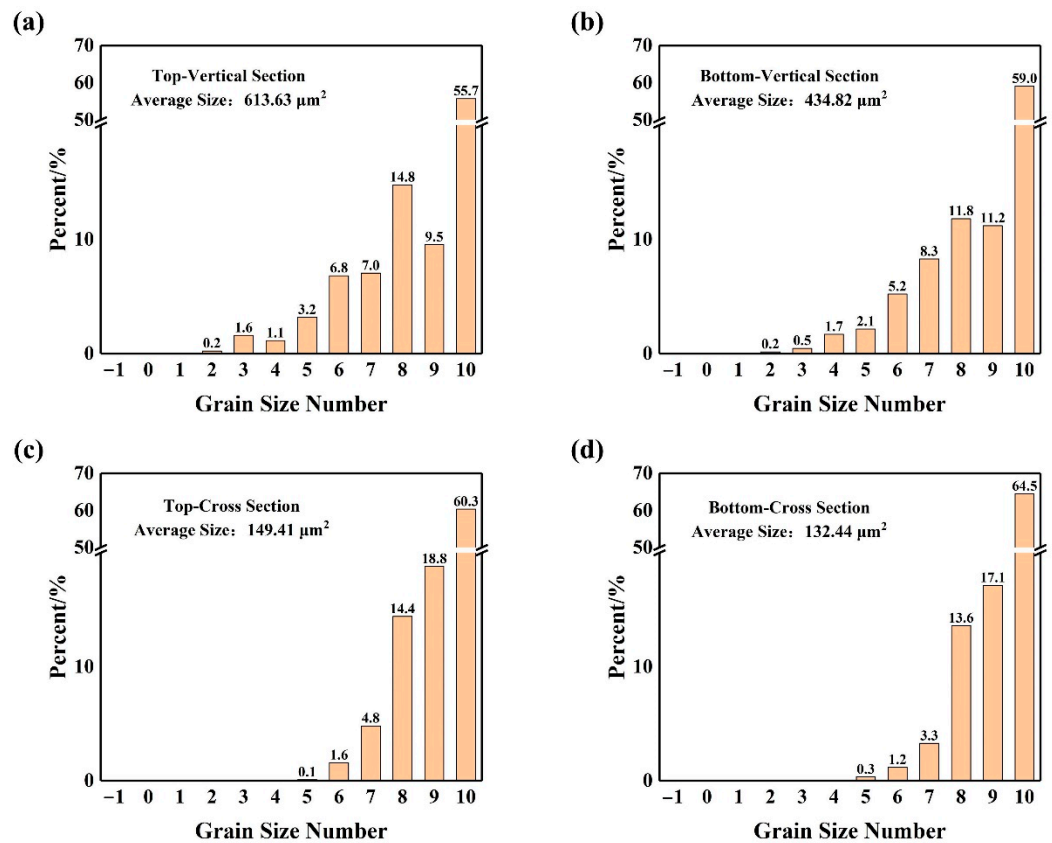 (a)
Top-Vertical Section
Average Size：613.63 μm²
Percent/%
70
60
50
10
0
0.2
1.6
1.1
3.2
6.8
7.0
14.8
9.5
55.7
−1 0 1 2 3 4 5 6 7 8 9 10
Grain Size Number
(b)
Bottom-Vertical Section
Average Size：434.82 μm²
Percent/%
70
60
50
10
0
0.2
0.5
1.7
2.1
5.2
8.3
11.8
11.2
59.0
−1 0 1 2 3 4 5 6 7 8 9 10
Grain Size Number
(c)
Top-Cross Section
Average Size：149.41 μm²
Percent/%
70
60
50
10
0
0.1
1.6
4.8
14.4
18.8
60.3
−1 0 1 2 3 4 5 6 7 8 9 10
Grain Size Number
(d)
Bottom-Cross Section
Average Size：132.44 μm²
Percent/%
70
60
50
10
0
0.3
1.2
3.3
13.6
17.1
64.5
−1 0 1 2 3 4 5 6 7 8 9 10
Grain Size Number